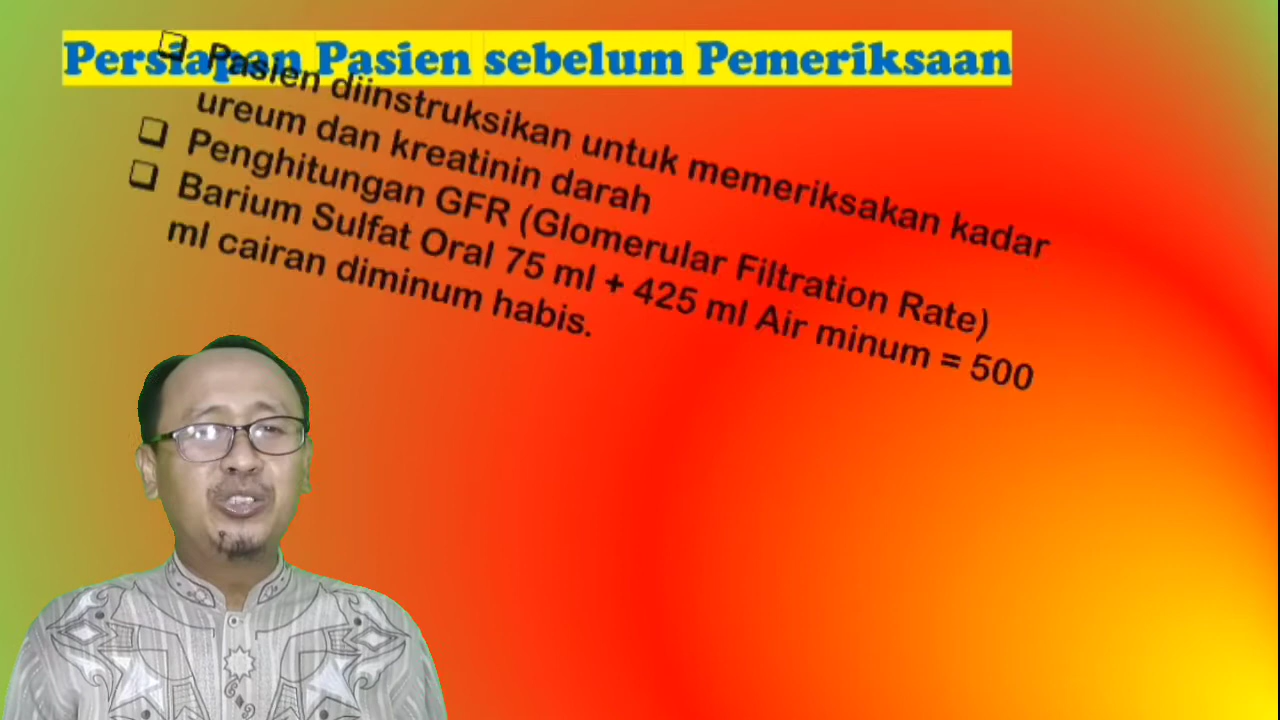 Persiapan Pasien sebelum Pemeriksaan
❑ Pasien diinstruksikan untuk memeriksakan kadar
ureum dan kreatinin darah
❑ Penghitungan GFR (Glomerular Filtration Rate)
❑ Barium Sulfat Oral 75 ml + 425 ml Air minum = 500
ml cairan diminum habis.